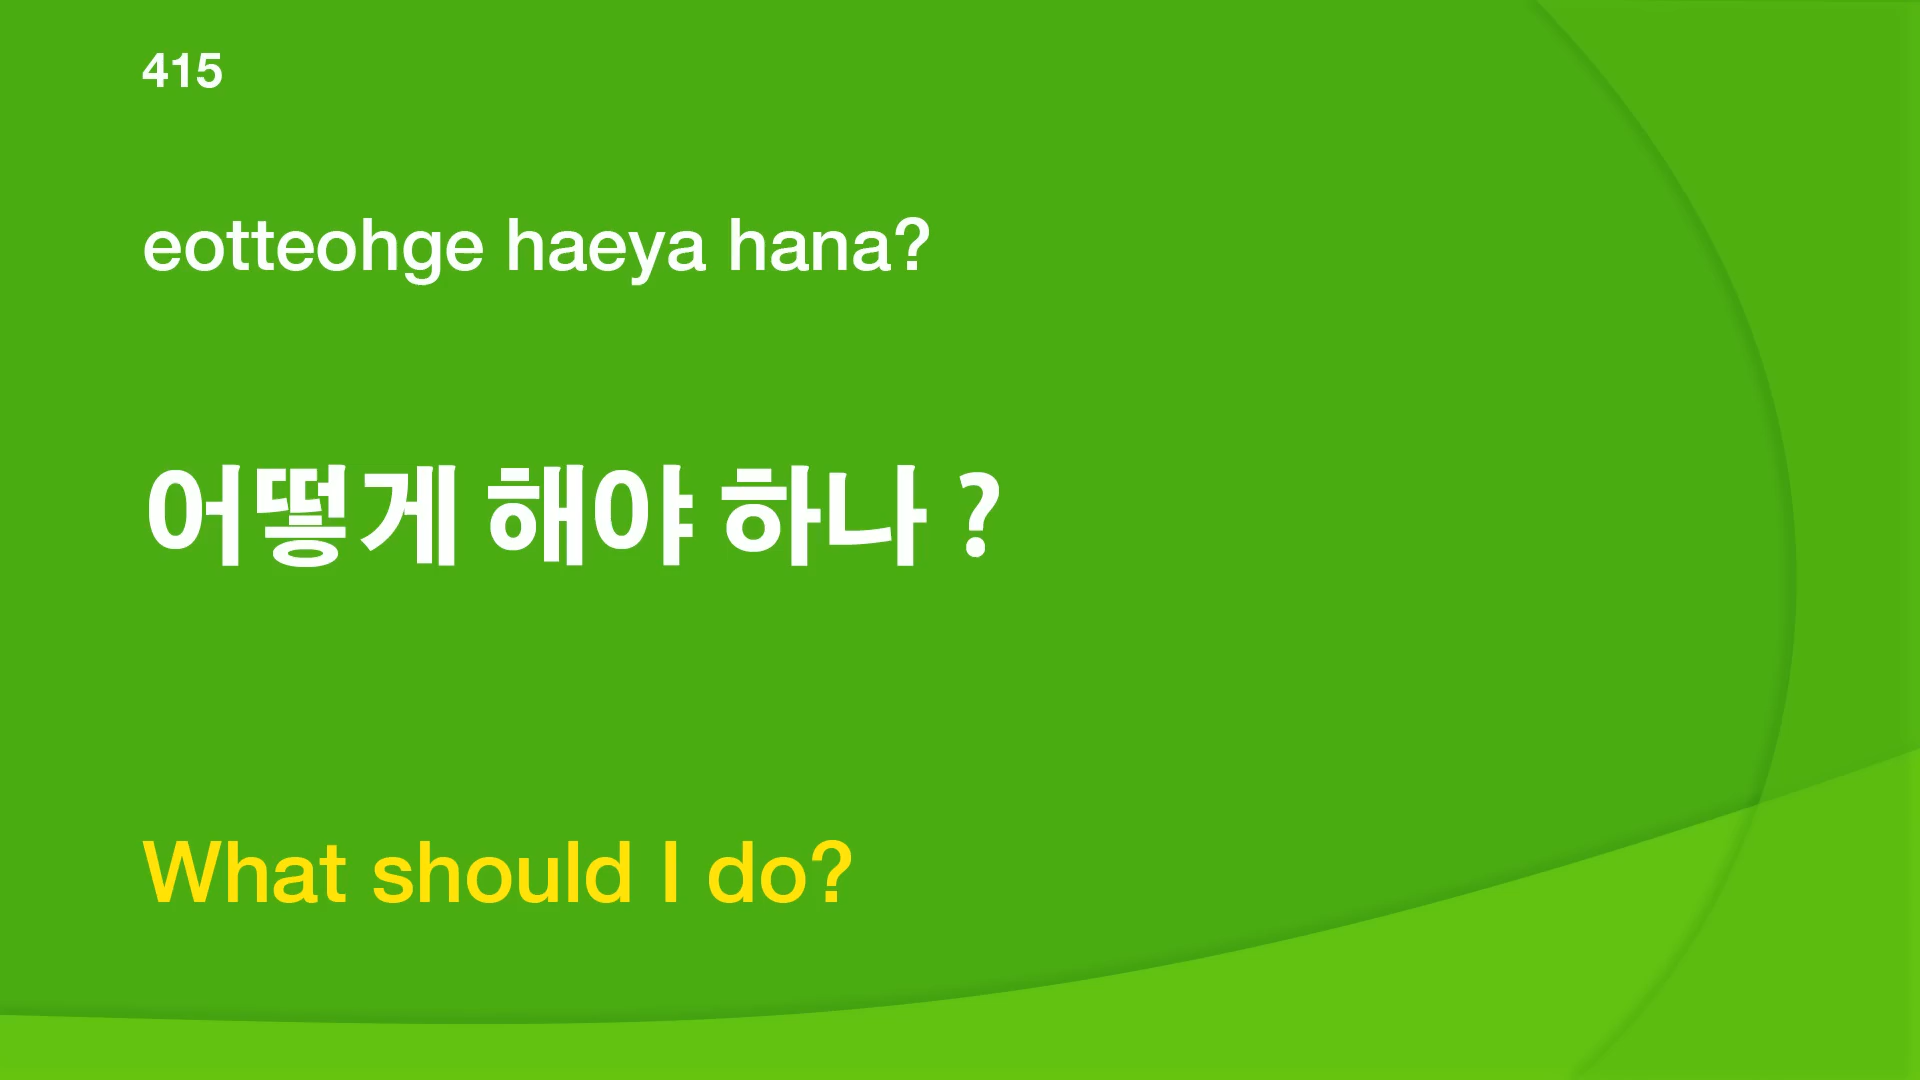 415
eotteohge haeya hana?
어떻게 해야 하나 ?
What should I do?